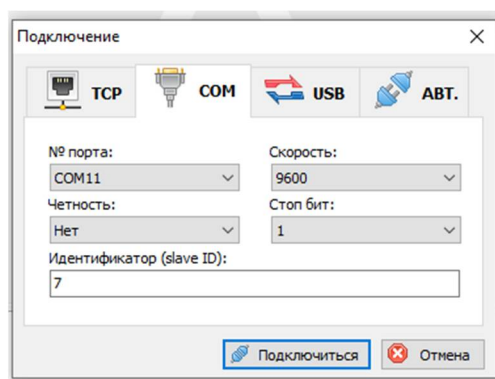 Подключение
TCP COM USB АВТ.
№ порта: Скорость:
COM11 9600
Четность: Стоп бит:
Нет 1
Идентификатор (slave ID):
7
Подключиться Отмена